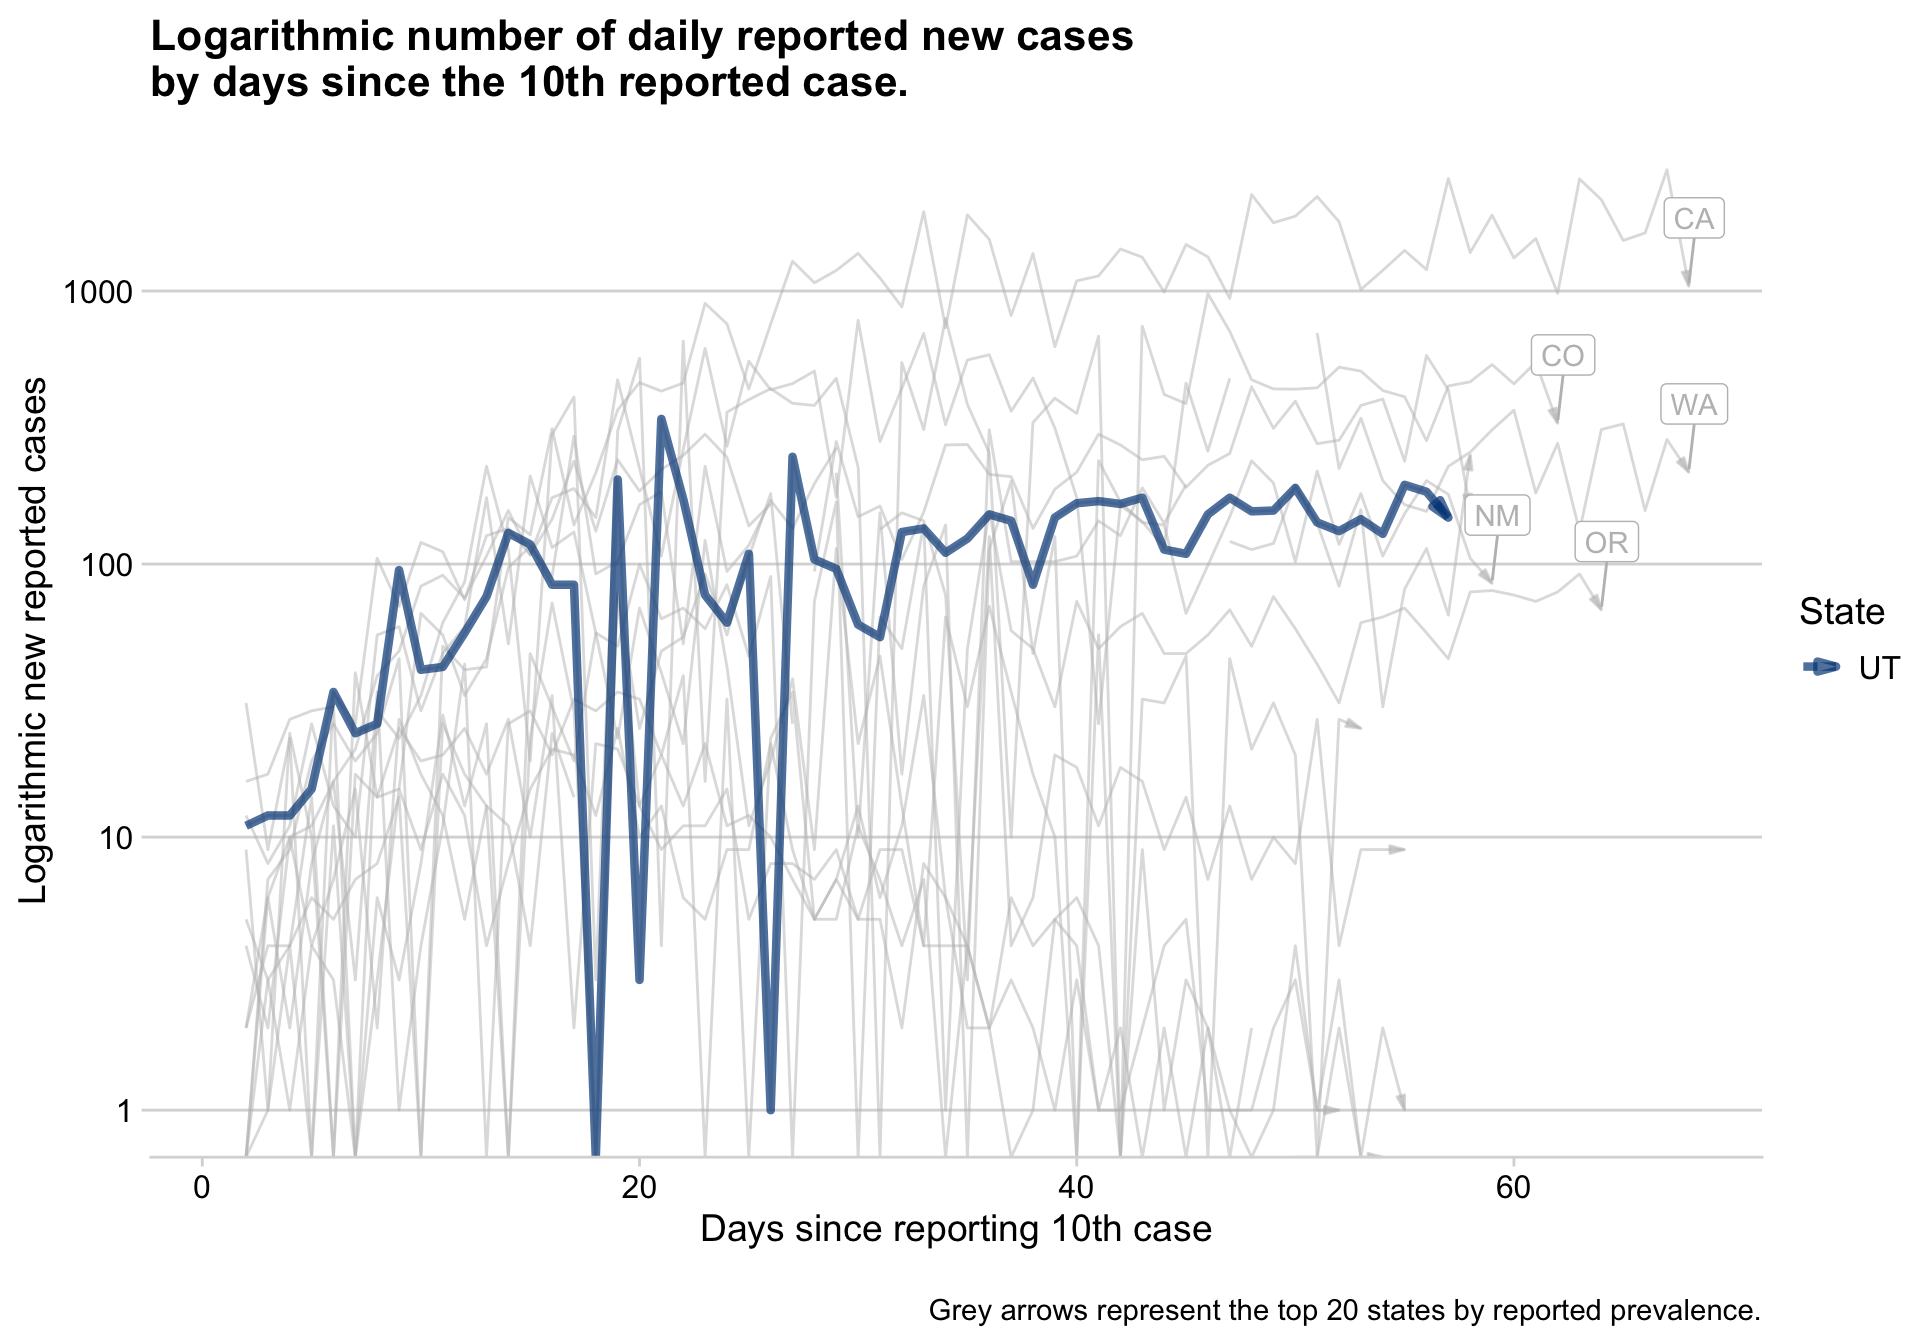 Logarithmic number of daily reported new cases
by days since the 10th reported case.
Logarithmic new reported cases
1000
100
10
1
CA
CO
WA
NM
OR
State
UT
0
20
40
60
Days since reporting 10th case
Grey arrows represent the top 20 states by reported prevalence.